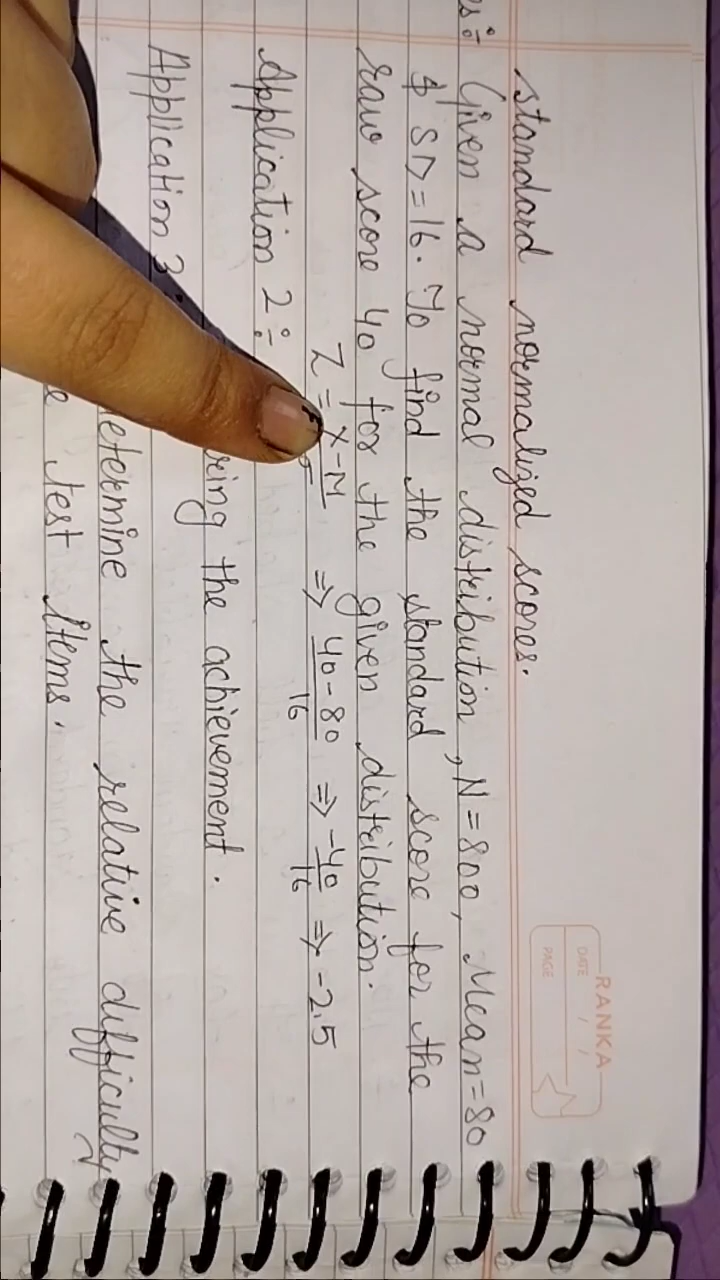 RANKA
DATE / /
PAGE
standard normalized scores.
es:- Given a normal distribution, N=800, Mean=80
$ SD=16. To find the standard score for the
raw score 40 for the given distribution.
Z = X-M ⇒ 40-80 / 16 ⇒ -40 / 16 ⇒ -2.5
Application 2:- ring the achievement.
Application 3: etermine the relative difficulty
e test items.